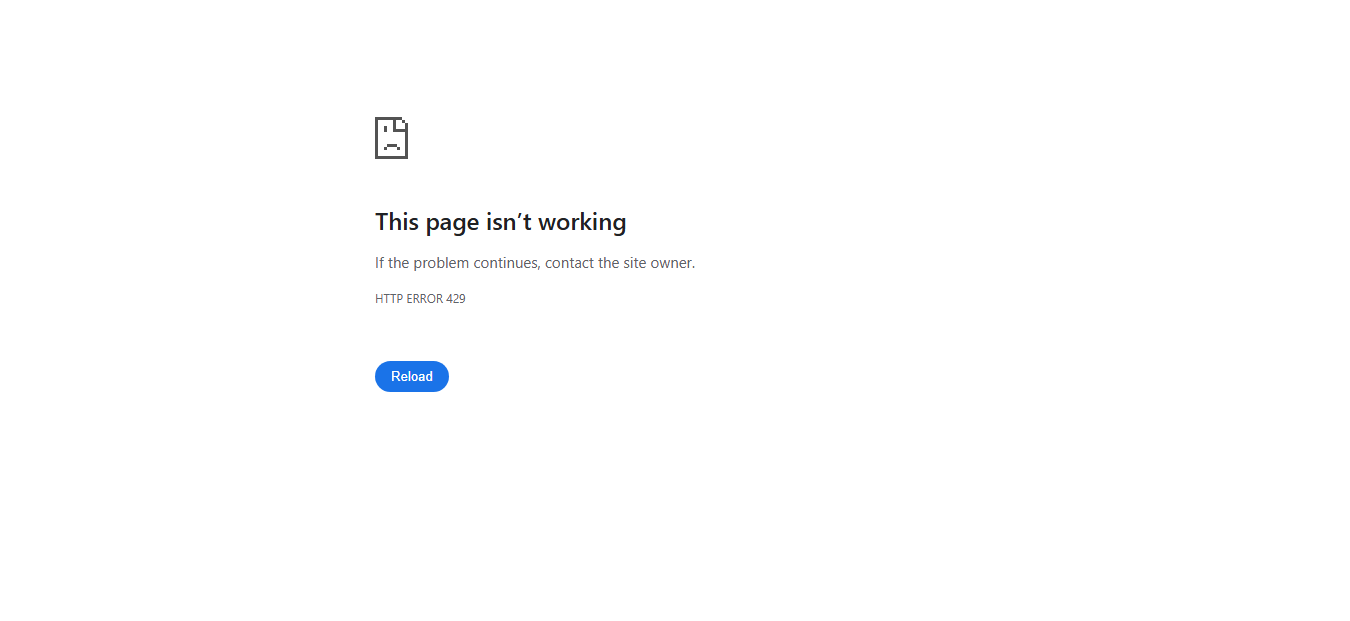 This page isn’t working
If the problem continues, contact the site owner.
HTTP ERROR 429
Reload